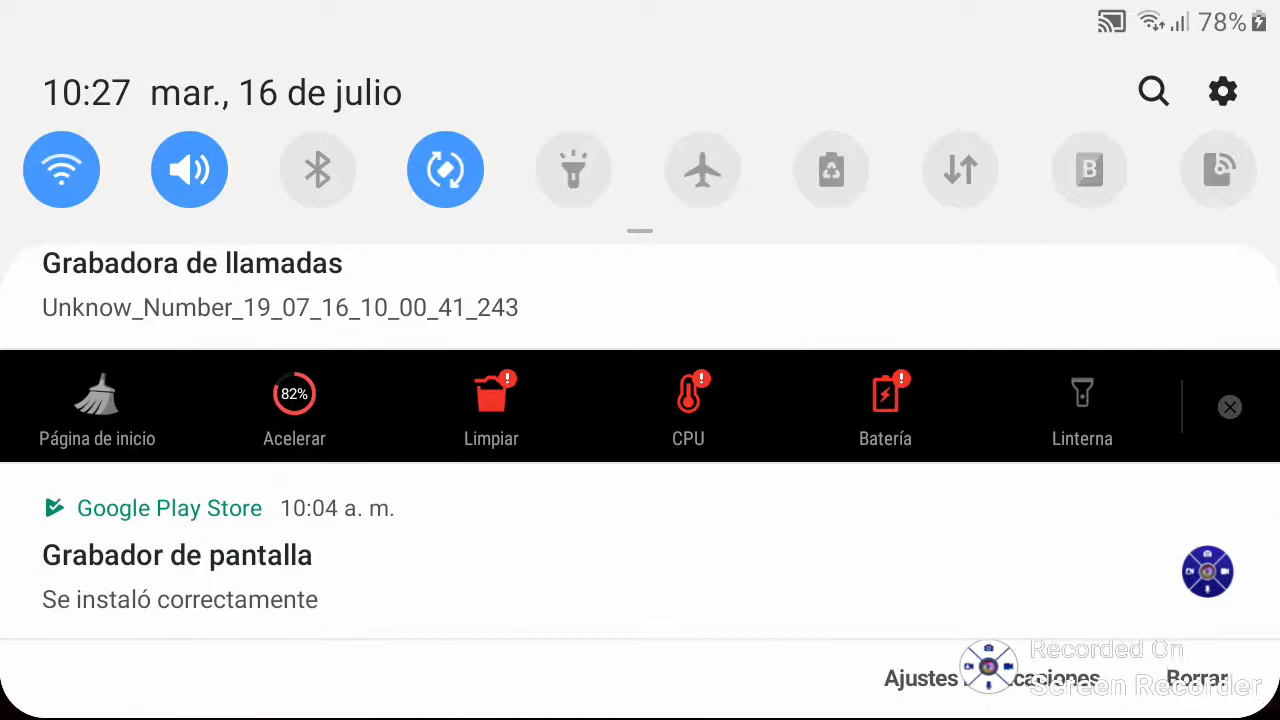 78%
10:27 mar., 16 de julio
B
Grabadora de llamadas
Unknow_Number_19_07_16_10_00_41_243
82%
Página de inicio Acelerar Limpiar CPU Batería Linterna
Google Play Store 10:04 a. m.
Grabador de pantalla
Se instaló correctamente
Recorded On
Ajustes Borrar
Screen Recorder